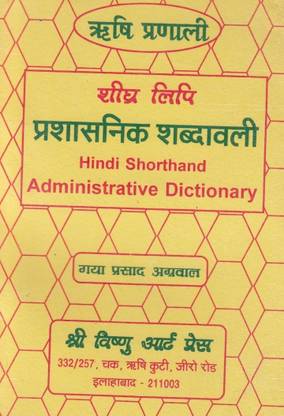 ऋषि प्रणाली
शीघ्र लिपि
प्रशासनिक शब्दावली
Hindi Shorthand
Administrative Dictionary
गया प्रसाद अग्रवाल
श्री विष्णु आर्ट प्रेस
332/257, चक, ऋषि कुटी, जीरो रोड
इलाहाबाद - 211003